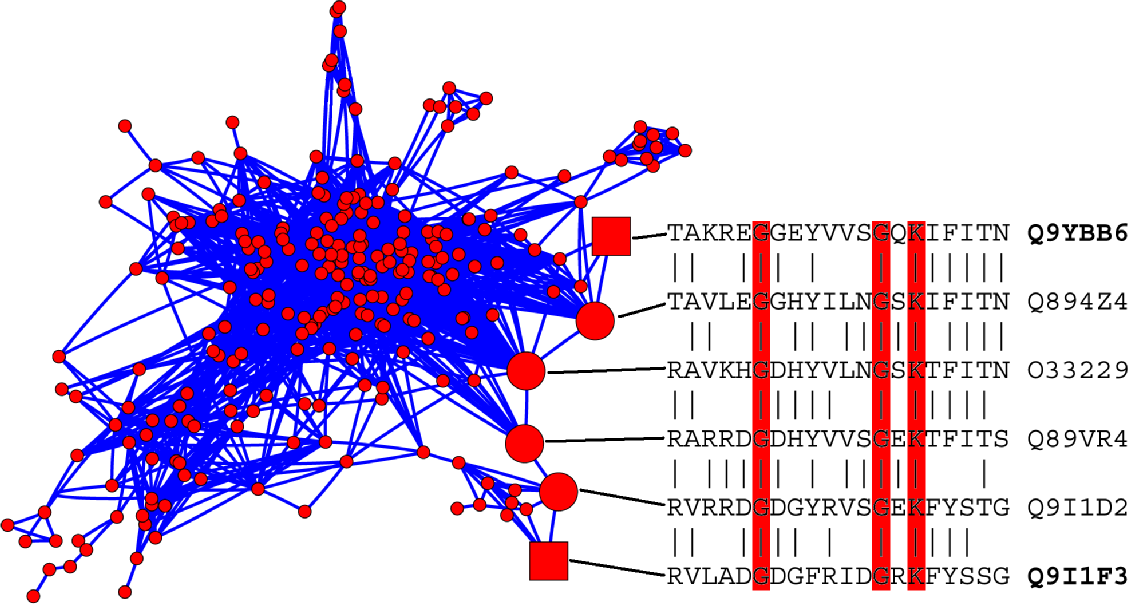 TAKREGGEYVVSGQKIFITN Q9YBB6
TAVLEGGHYILNGSKIFITN Q894Z4
RAVKHGDHYVLNGSKTFITN O33229
RARRDGDHYVVSGEKTFITS Q89VR4
RVRRDGDGYRVSGEKFYSTG Q9I1D2
RVLADGDGFRIDGRKFYSSG Q9I1F3